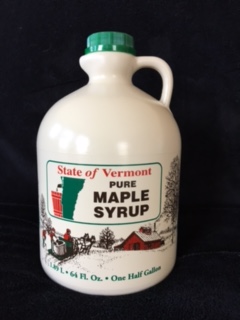 State of Vermont
PURE
MAPLE
SYRUP
1.89 L • 64 Fl. Oz. • One Half Gallon